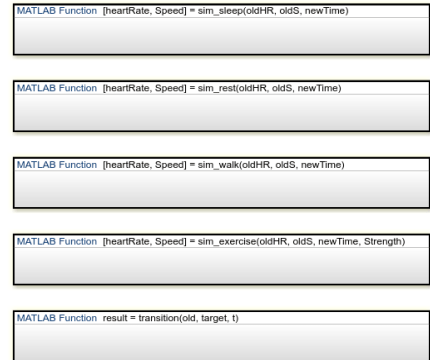 MATLAB Function [heartRate, Speed] = sim_sleep(oldHR, oldS, newTime)
MATLAB Function [heartRate, Speed] = sim_rest(oldHR, oldS, newTime)
MATLAB Function [heartRate, Speed] = sim_walk(oldHR, oldS, newTime)
MATLAB Function [heartRate, Speed] = sim_exercise(oldHR, oldS, newTime, Strength)
MATLAB Function result = transition(old, target, t)